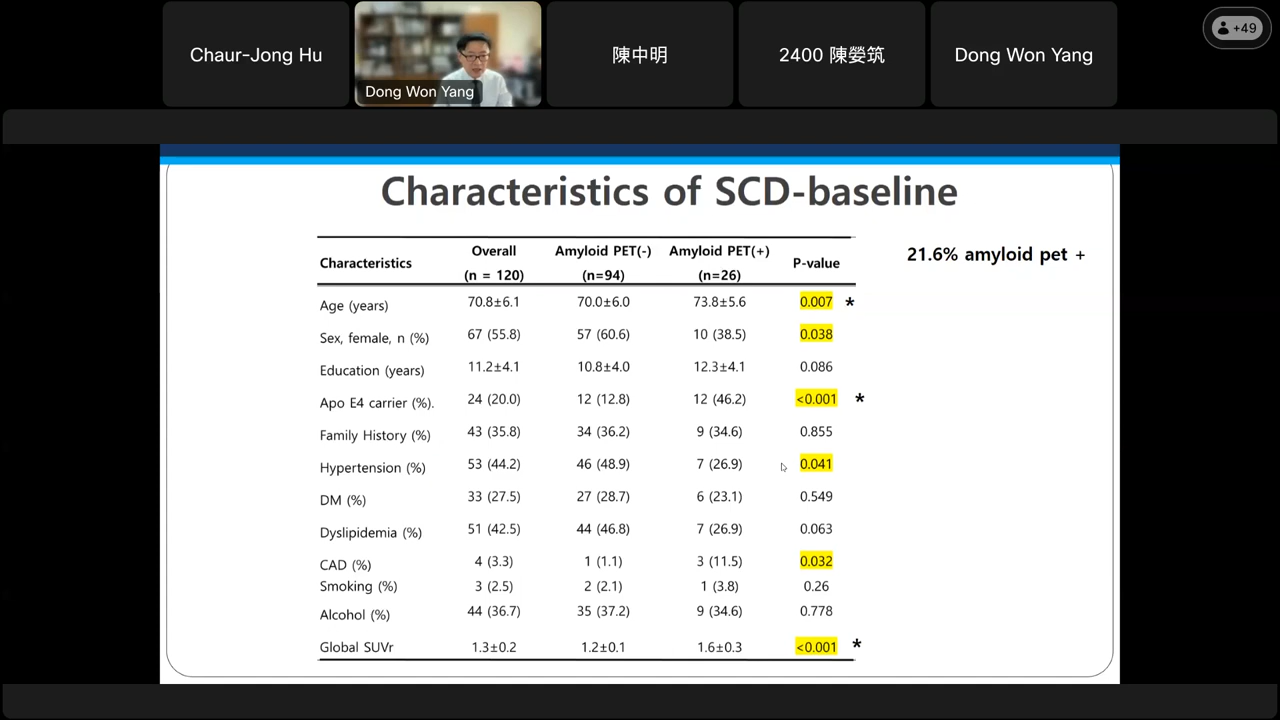 Chaur-Jong Hu
Dong Won Yang
陳中明
2400 陳嫈筑
Dong Won Yang
+49
Characteristics of SCD-baseline
21.6% amyloid pet +
Characteristics Overall (n = 120) Amyloid PET(-) (n=94) Amyloid PET(+) (n=26) P-value
Age (years) 70.8±6.1 70.0±6.0 73.8±5.6 0.007 *
Sex, female, n (%) 67 (55.8) 57 (60.6) 10 (38.5) 0.038
Education (years) 11.2±4.1 10.8±4.0 12.3±4.1 0.086
Apo E4 carrier (%). 24 (20.0) 12 (12.8) 12 (46.2) <0.001 *
Family History (%) 43 (35.8) 34 (36.2) 9 (34.6) 0.855
Hypertension (%) 53 (44.2) 46 (48.9) 7 (26.9) 0.041
DM (%) 33 (27.5) 27 (28.7) 6 (23.1) 0.549
Dyslipidemia (%) 51 (42.5) 44 (46.8) 7 (26.9) 0.063
CAD (%) 4 (3.3) 1 (1.1) 3 (11.5) 0.032
Smoking (%) 3 (2.5) 2 (2.1) 1 (3.8) 0.26
Alcohol (%) 44 (36.7) 35 (37.2) 9 (34.6) 0.778
Global SUVr 1.3±0.2 1.2±0.1 1.6±0.3 <0.001 *